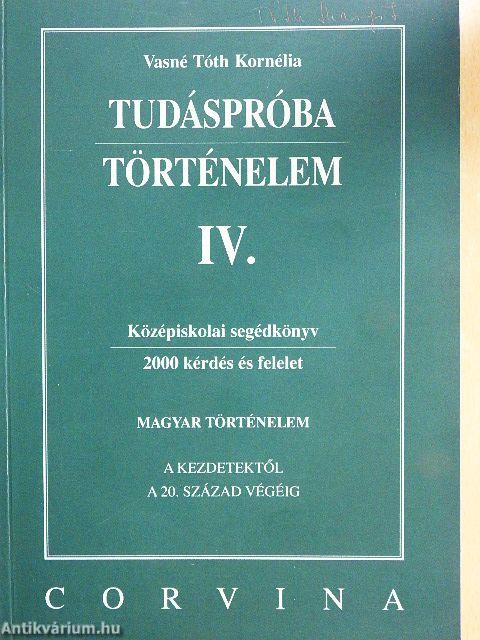 Vasné Tóth Kornélia
TUDÁSPRÓBA
TÖRTÉNELEM
IV.
Középiskolai segédkönyv
2000 kérdés és felelet
MAGYAR TÖRTÉNELEM
A KEZDETEKTŐL
A 20. SZÁZAD VÉGÉIG
CORVINA
Antikvárium.hu